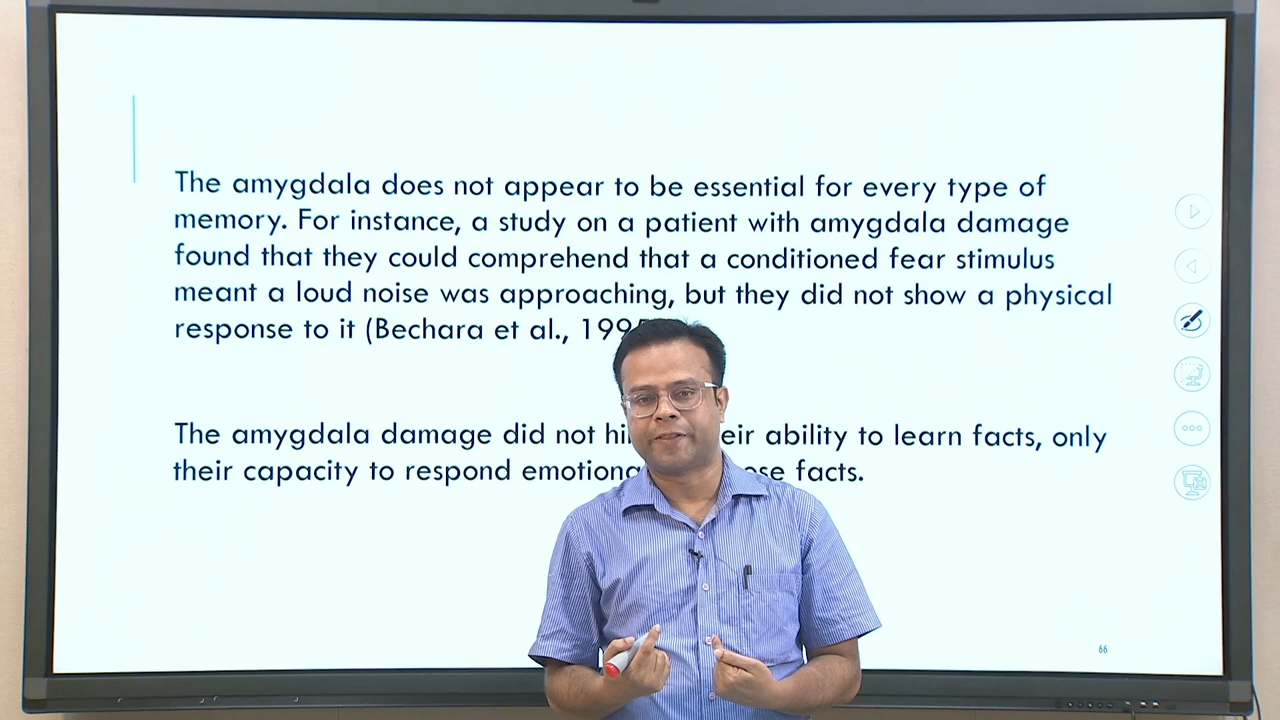 The amygdala does not appear to be essential for every type of
memory. For instance, a study on a patient with amygdala damage
found that they could comprehend that a conditioned fear stimulus
meant a loud noise was approaching, but they did not show a physical
response to it (Bechara et al., 1995
The amygdala damage did not ability to learn facts, only
their capacity to respond facts.
66